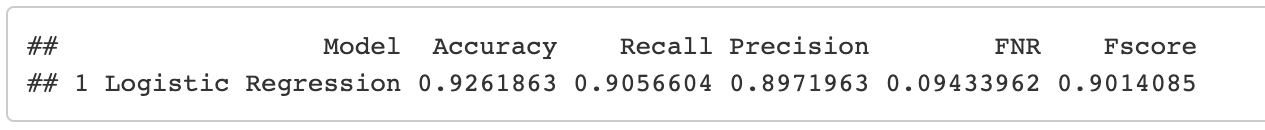 ##                 Model  Accuracy    Recall Precision        FNR    Fscore
## 1 Logistic Regression 0.9261863 0.9056604 0.8971963 0.09433962 0.9014085